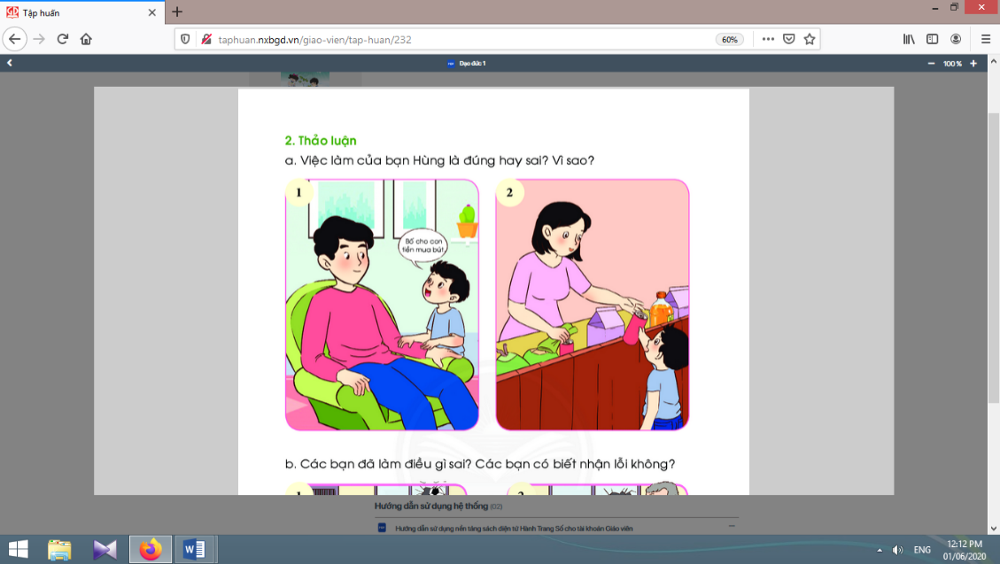 Tập huấn
taphuan.nxbgd.vn/giao-vien/tap-huan/232
60%
Đạo đức 1
100 %
2. Thảo luận
a. Việc làm của bạn Hùng là đúng hay sai? Vì sao?
1
Bố cho con
tiền mua bút.
2
b. Các bạn đã làm điều gì sai? Các bạn có biết nhận lỗi không?
1
2
Hướng dẫn sử dụng hệ thống (02)
Hướng dẫn sử dụng nền tảng sách điện tử Hành Trang Số cho tài khoản Giáo viên
ENG
12:12 PM
01/06/2020